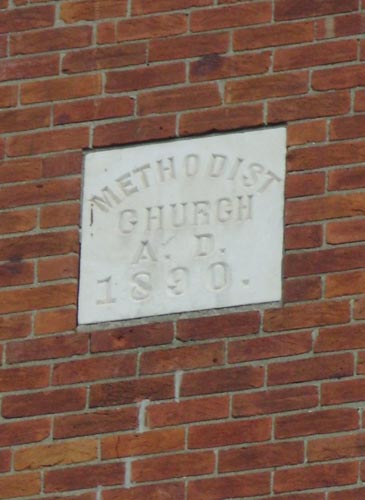 METHODIST
CHURCH
A. D.
1890.